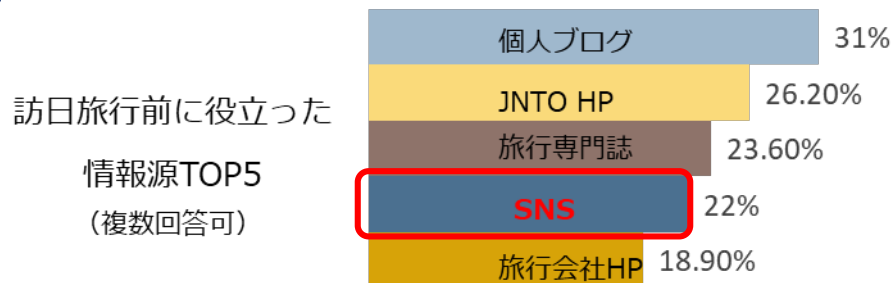 訪日旅行前に役立った
情報源TOP5
（複数回答可）
個人ブログ 31%
JNTO HP 26.20%
旅行専門誌 23.60%
SNS 22%
旅行会社HP 18.90%